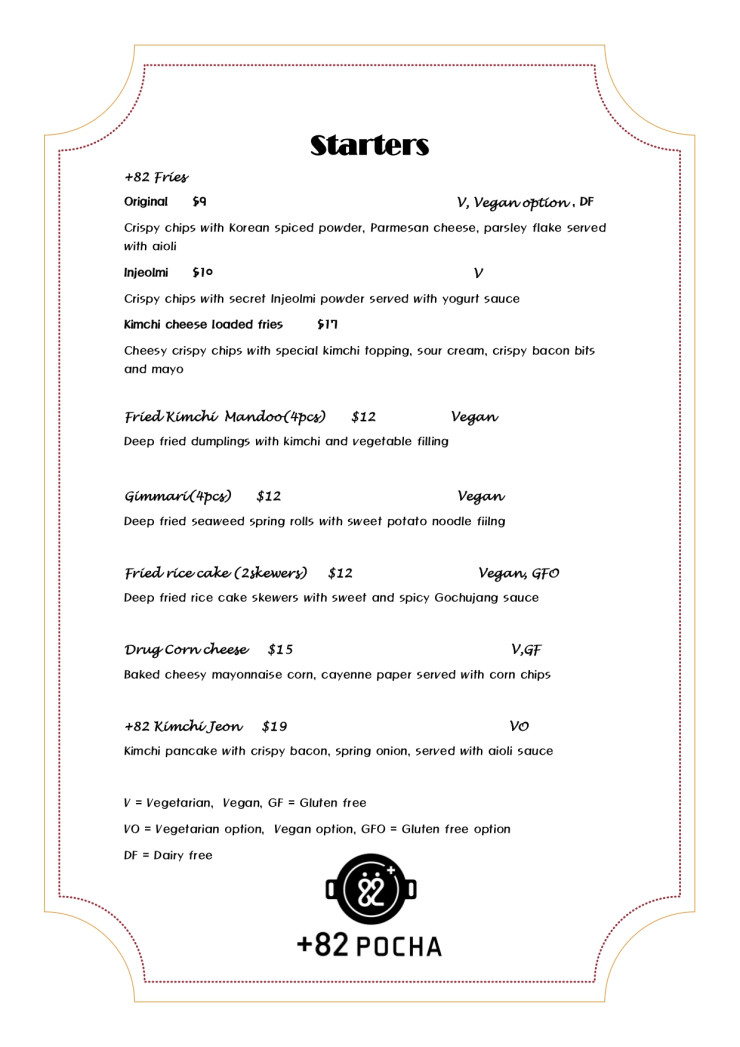 Starters
+82 Fries
Original $9 V, Vegan option, DF
Crispy chips with Korean spiced powder, Parmesan cheese, parsley flake served
with aioli
Injeolmi $10 V
Crispy chips with secret Injeolmi powder served with yogurt sauce
Kimchi cheese loaded fries $17
Cheesy crispy chips with special kimchi topping, sour cream, crispy bacon bits
and mayo
Fried Kimchi Mandoo(4pcs) $12 Vegan
Deep fried dumplings with kimchi and vegetable filling
Gimmari(4pcs) $12 Vegan
Deep fried seaweed spring rolls with sweet potato noodle fiilng
Fried rice cake (2skewers) $12 Vegan, GFO
Deep fried rice cake skewers with sweet and spicy Gochujang sauce
Drug Corn cheese $15 V,GF
Baked cheesy mayonnaise corn, cayenne paper served with corn chips
+82 Kimchi Jeon $19 VO
Kimchi pancake with crispy bacon, spring onion, served with aioli sauce
V = Vegetarian, Vegan, GF = Gluten free
VO = Vegetarian option, Vegan option, GFO = Gluten free option
DF = Dairy free
+82
+82 POCHA